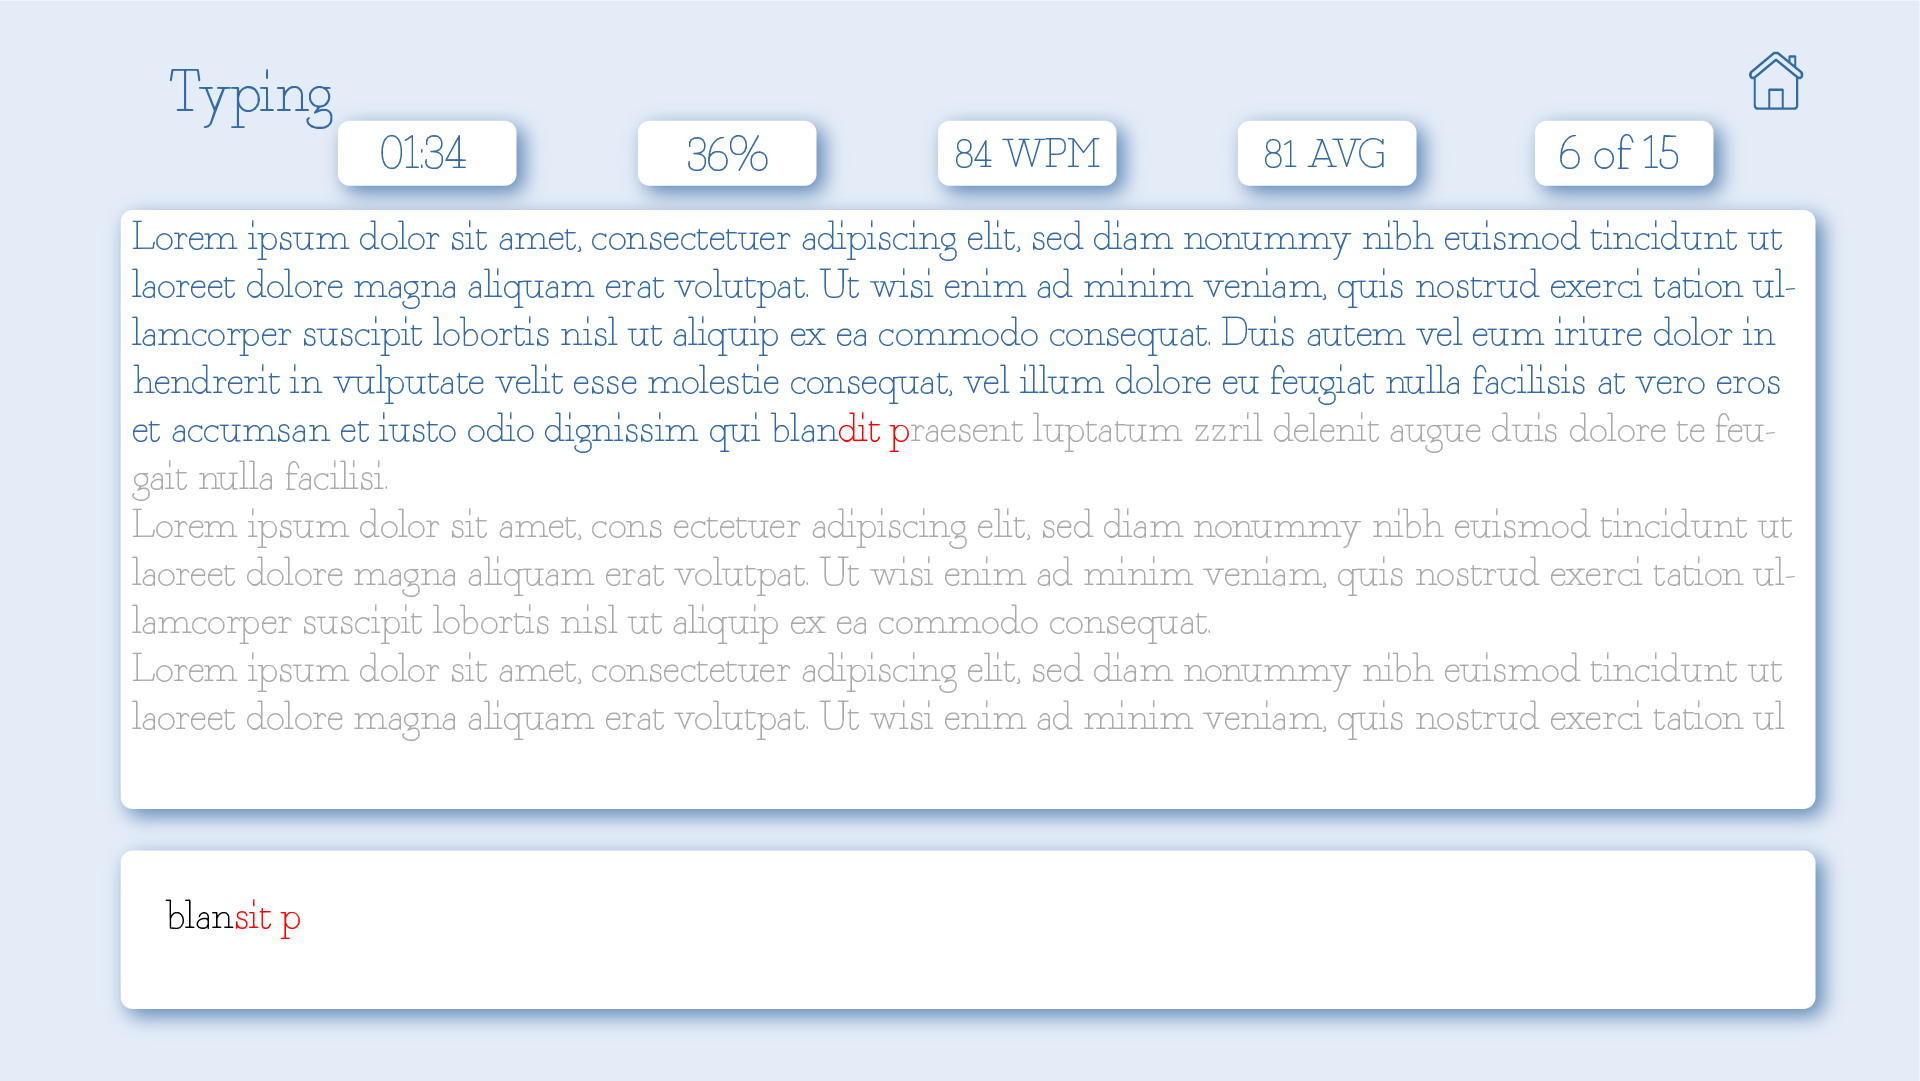 Typing
01:34
36%
84 WPM
81 AVG
6 of 15
Lorem ipsum dolor sit amet, consectetuer adipiscing elit, sed diam nonummy nibh euismod tincidunt ut
laoreet dolore magna aliquam erat volutpat. Ut wisi enim ad minim veniam, quis nostrud exerci tation ul-
lamcorper suscipit lobortis nisl ut aliquip ex ea commodo consequat. Duis autem vel eum iriure dolor in
hendrerit in vulputate velit esse molestie consequat, vel illum dolore eu feugiat nulla facilisis at vero eros
et accumsan et iusto odio dignissim qui blandit praesent luptatum zzril delenit augue duis dolore te feu-
gait nulla facilisi.
Lorem ipsum dolor sit amet, cons ectetuer adipiscing elit, sed diam nonummy nibh euismod tincidunt ut
laoreet dolore magna aliquam erat volutpat. Ut wisi enim ad minim veniam, quis nostrud exerci tation ul-
lamcorper suscipit lobortis nisl ut aliquip ex ea commodo consequat.
Lorem ipsum dolor sit amet, consectetuer adipiscing elit, sed diam nonummy nibh euismod tincidunt ut
laoreet dolore magna aliquam erat volutpat. Ut wisi enim ad minim veniam, quis nostrud exerci tation ul
blansit p